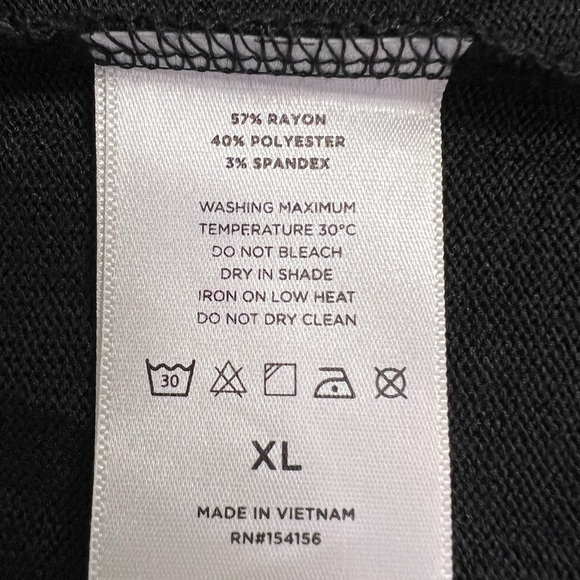 57% RAYON
40% POLYESTER
3% SPANDEX
WASHING MAXIMUM
TEMPERATURE 30°C
DO NOT BLEACH
DRY IN SHADE
IRON ON LOW HEAT
DO NOT DRY CLEAN
30
XL
MADE IN VIETNAM
RN#154156